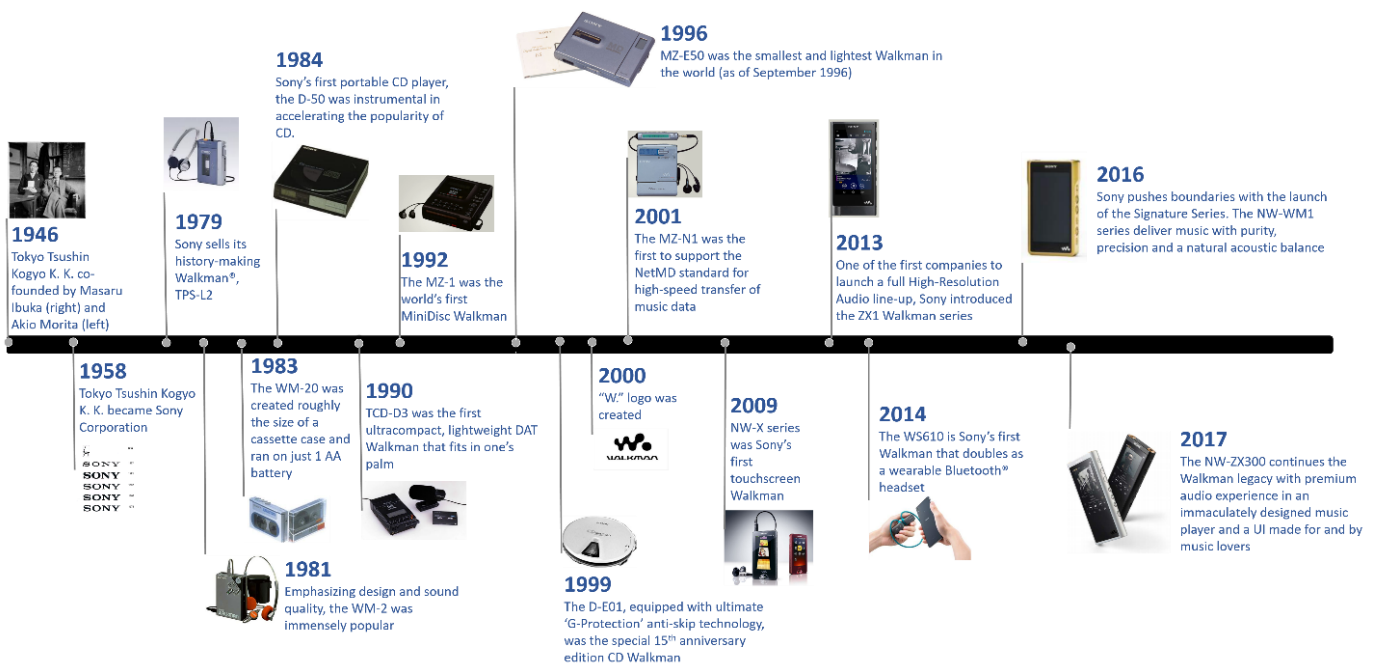 1946
Tokyo Tsushin
Kogyo K. K. co-
founded by Masaru
Ibuka (right) and
Akio Morita (left)
1958
Tokyo Tsushin Kogyo
K. K. became Sony
Corporation
SONY
SONY
SONY
SONY
SONY
1979
Sony sells its
history-making
Walkman®,
TPS-L2
1981
Emphasizing design and sound
quality, the WM-2 was
immensely popular
1983
The WM-20 was
created roughly
the size of a
cassette case and
ran on just 1 AA
battery
1984
Sony’s first portable CD player,
the D-50 was instrumental in
accelerating the popularity of
CD.
1990
TCD-D3 was the first
ultracompact, lightweight DAT
Walkman that fits in one’s
palm
1992
The MZ-1 was the
world’s first
MiniDisc Walkman
1996
MZ-E50 was the smallest and lightest Walkman in
the world (as of September 1996)
1999
The D-E01, equipped with ultimate
‘G-Protection’ anti-skip technology,
was the special 15th anniversary
edition CD Walkman
2000
“W.” logo was
created
WALKMAN
2001
The MZ-N1 was the
first to support the
NetMD standard for
high-speed transfer of
music data
2009
NW-X series
was Sony’s
first
touchscreen
Walkman
2013
One of the first companies to
launch a full High-Resolution
Audio line-up, Sony introduced
the ZX1 Walkman series
2014
The WS610 is Sony’s first
Walkman that doubles as
a wearable Bluetooth®
headset
SONY
2016
Sony pushes boundaries with the launch
of the Signature Series. The NW-WM1
series deliver music with purity,
precision and a natural acoustic balance
2017
The NW-ZX300 continues the
Walkman legacy with premium
audio experience in an
immaculately designed music
player and a UI made for and by
music lovers